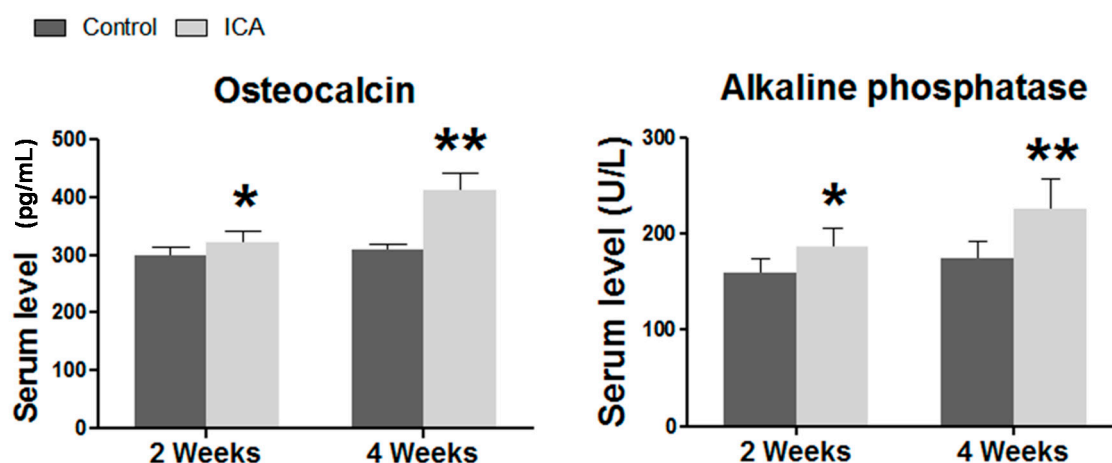 Control ICA
Osteocalcin
Serum level (pg/mL)
500
400
300
200
100
0
*
**
2 Weeks 4 Weeks
Alkaline phosphatase
Serum level (U/L)
300
200
100
0
*
**
2 Weeks 4 Weeks